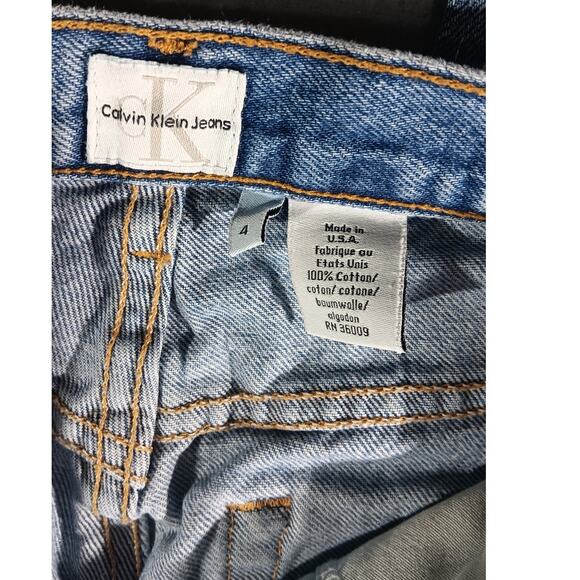 CK
Calvin Klein Jeans
4
Made in
U.S.A.
Fabrique au
Etats Unis
100% Cotton/
coton/ cotone/
baumwolle/
algodon
RN 36009